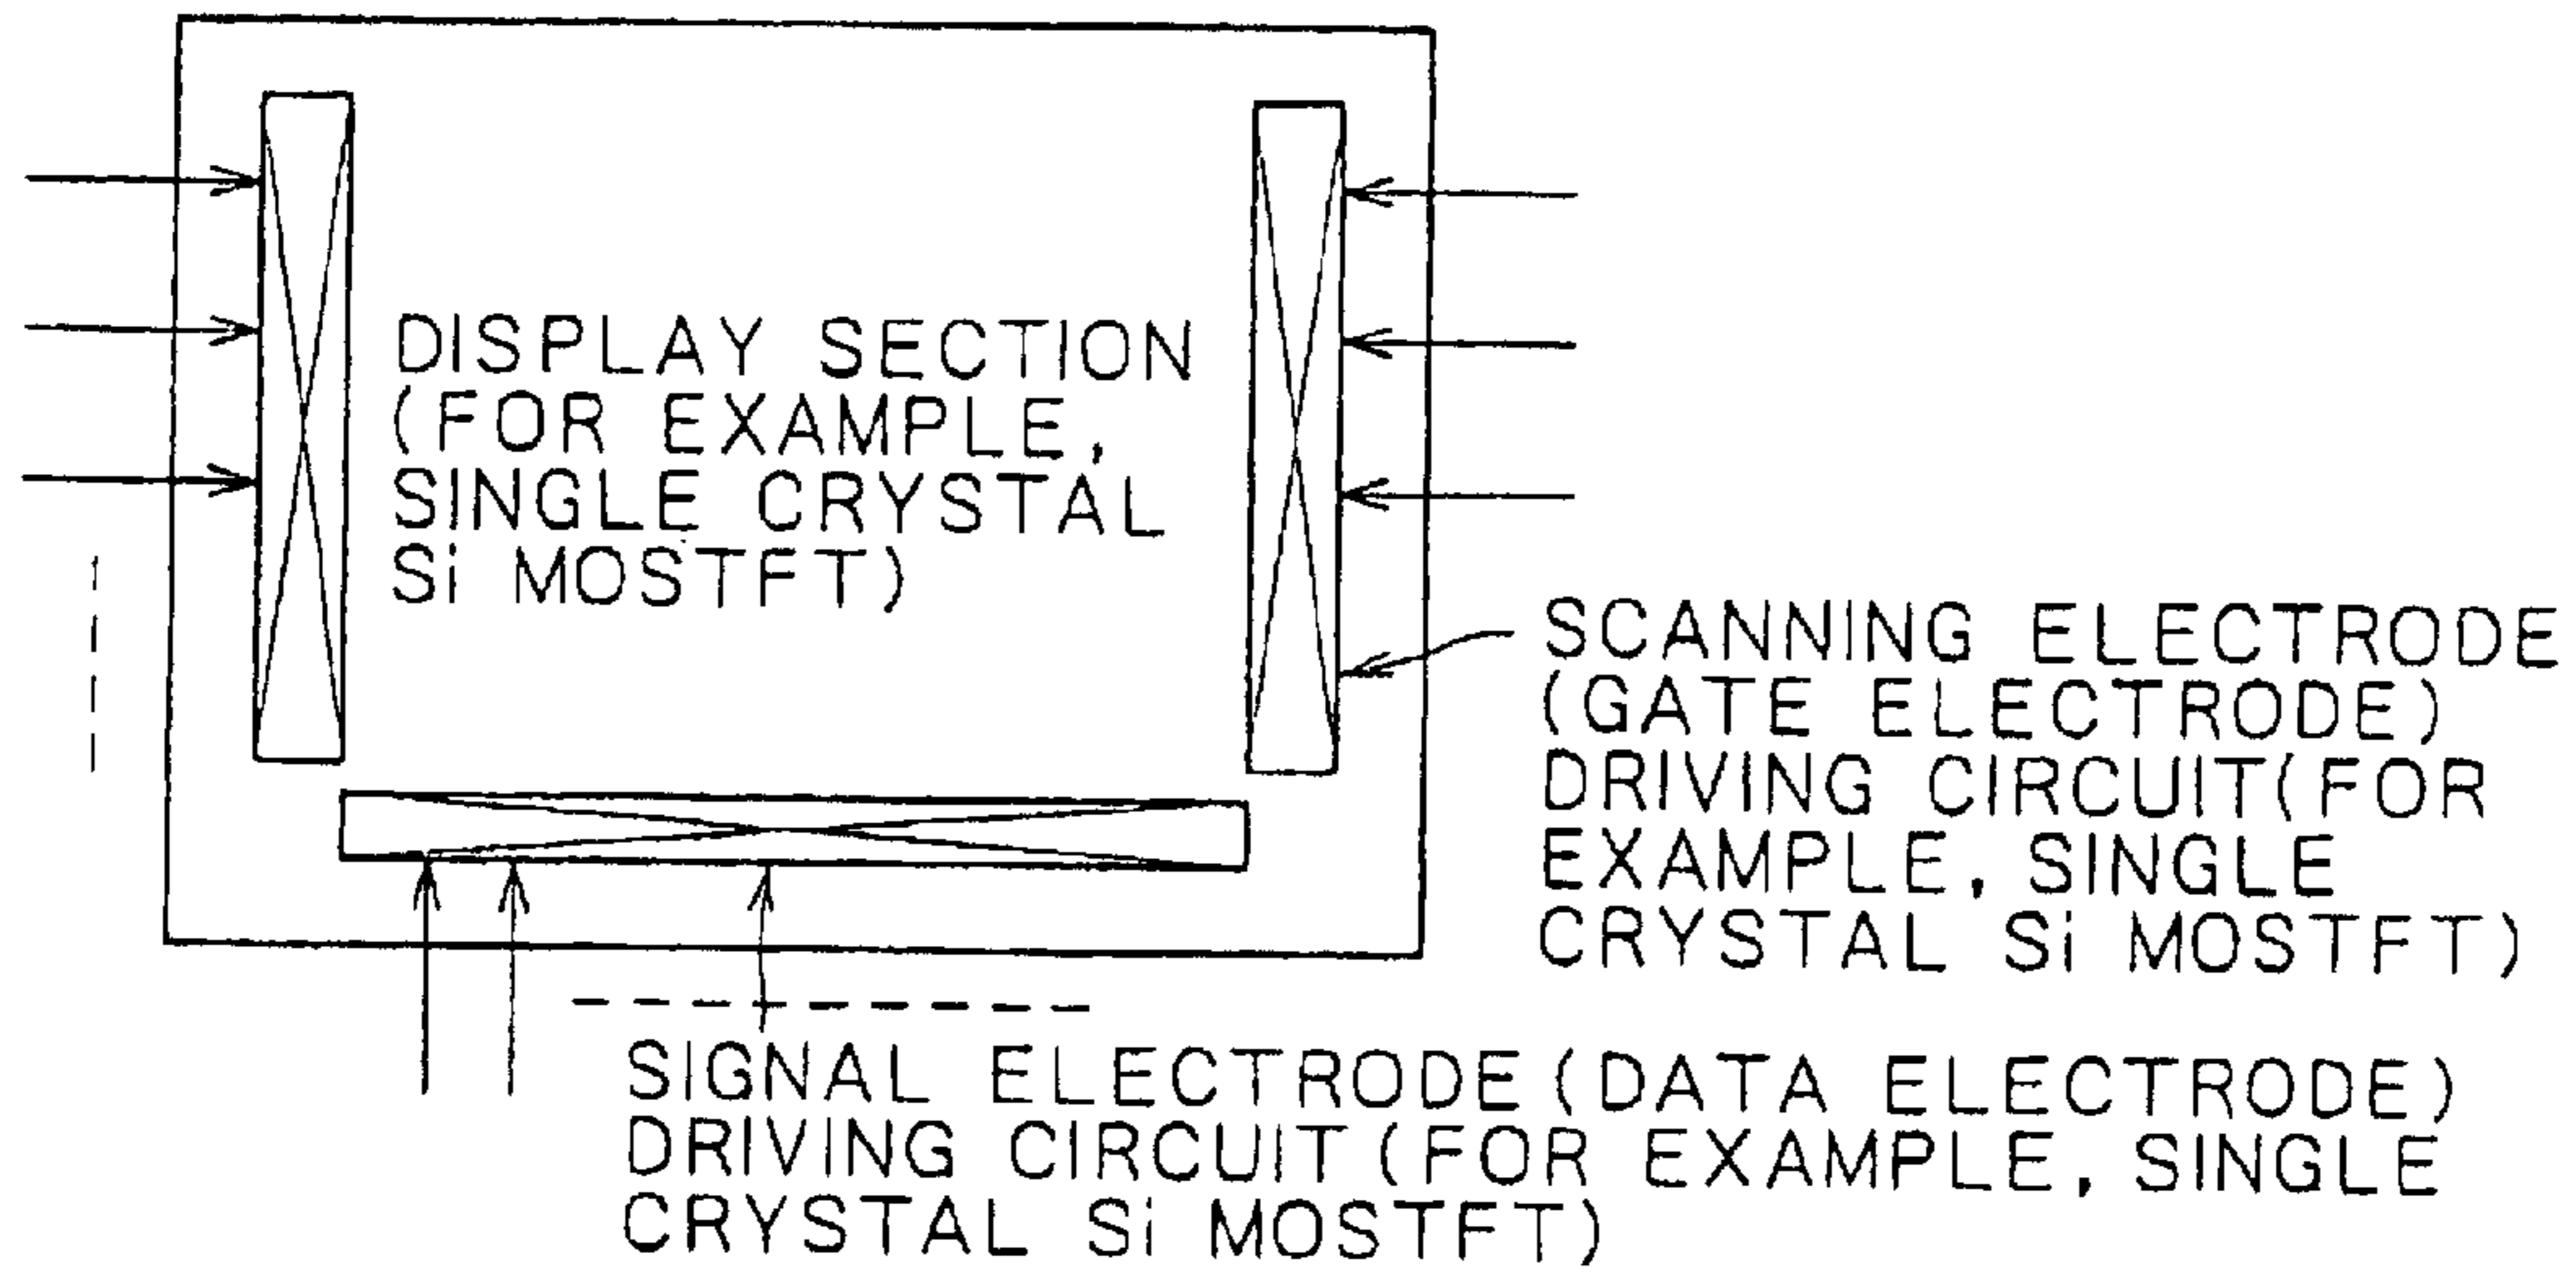 DISPLAY SECTION
(FOR EXAMPLE,
SINGLE CRYSTAL
Si MOSTFT)
SCANNING ELECTRODE
(GATE ELECTRODE)
DRIVING CIRCUIT(FOR
EXAMPLE, SINGLE
CRYSTAL Si MOSTFT)
SIGNAL ELECTRODE(DATA ELECTRODE)
DRIVING CIRCUIT(FOR EXAMPLE, SINGLE
CRYSTAL Si MOSTFT)